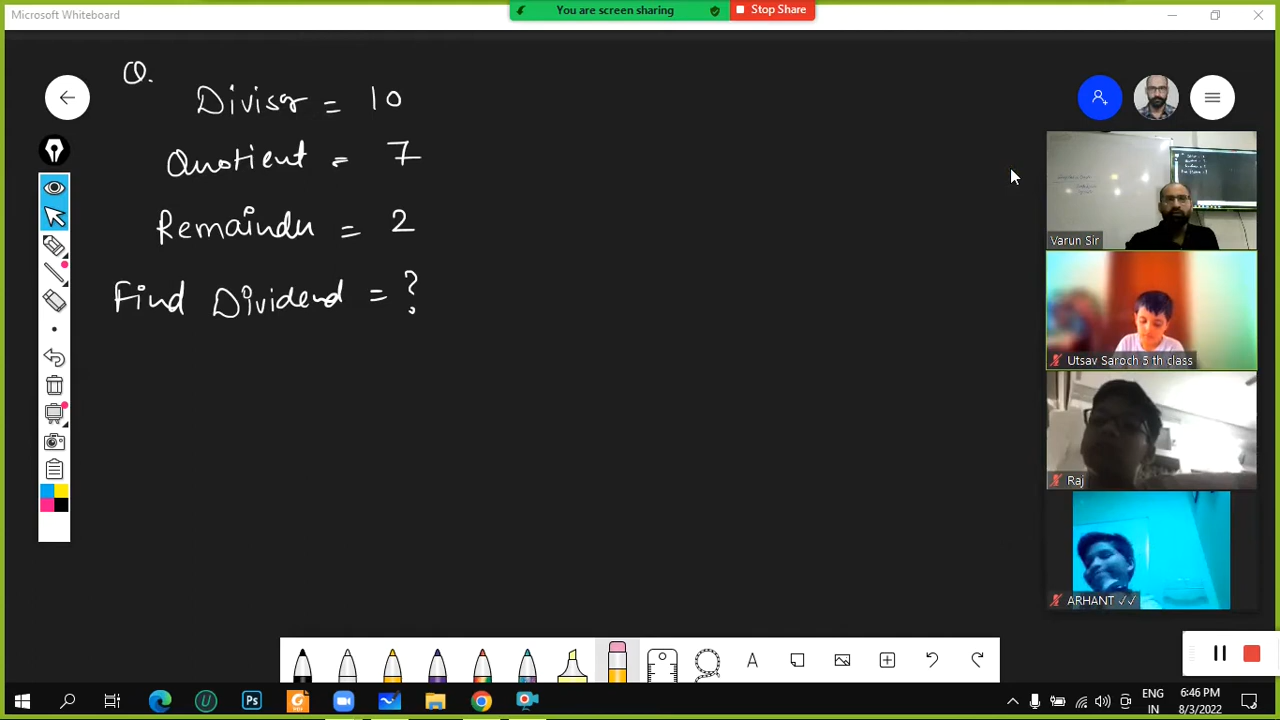 Microsoft Whiteboard
You are screen sharing
Stop Share
Q.
Divisor = 10
Quotient = 7
Remainder = 2
Find Dividend = ?
Varun Sir
Utsav Saroch 5 th class
Raj
ARHANT ✓✓
A
Ps
ENG
IN
6:46 PM
8/3/2022